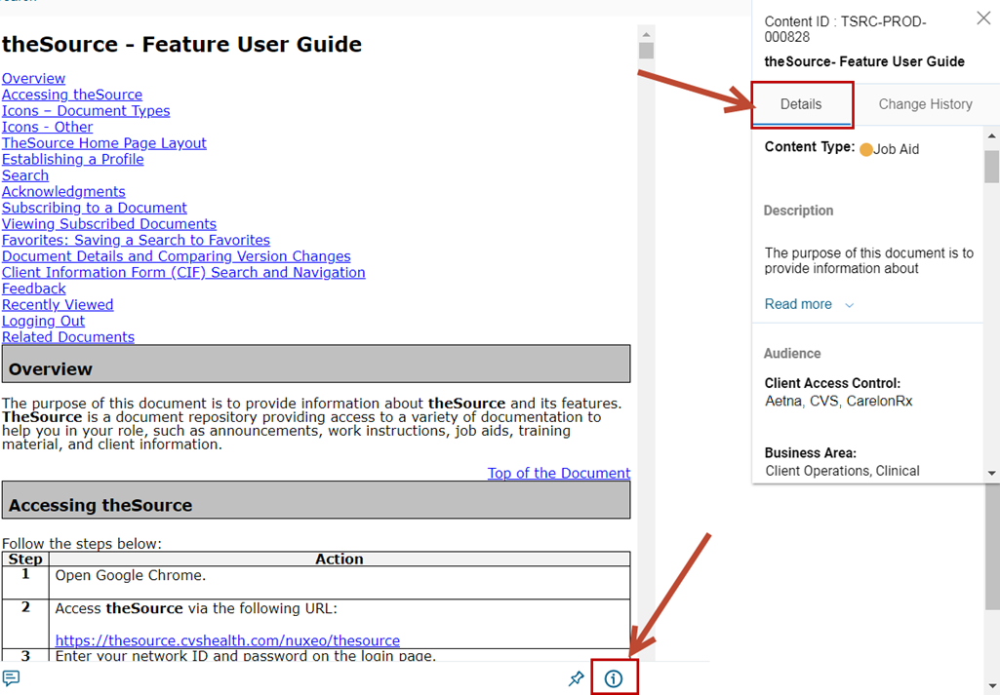 theSource - Feature User Guide
Overview
Accessing theSource
Icons – Document Types
Icons - Other
TheSource Home Page Layout
Establishing a Profile
Search
Acknowledgments
Subscribing to a Document
Viewing Subscribed Documents
Favorites: Saving a Search to Favorites
Document Details and Comparing Version Changes
Client Information Form (CIF) Search and Navigation
Feedback
Recently Viewed
Logging Out
Related Documents
Overview
The purpose of this document is to provide information about theSource and its features.
TheSource is a document repository providing access to a variety of documentation to
help you in your role, such as announcements, work instructions, job aids, training
material, and client information.
Top of the Document
Accessing theSource
Follow the steps below:
Step Action
1 Open Google Chrome.
2 Access theSource via the following URL:
https://thesource.cvshealth.com/nuxeo/thesource
3 Enter your network ID and password on the login page.
Content ID : TSRC-PROD-
000828
theSource- Feature User Guide
Details Change History
Content Type: Job Aid
Description
The purpose of this document is to
provide information about
Read more
Audience
Client Access Control:
Aetna, CVS, CarelonRx
Business Area:
Client Operations, Clinical